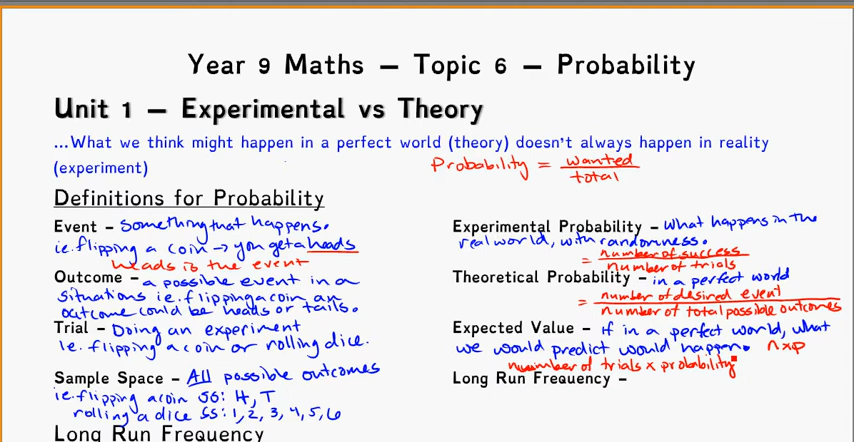 Year 9 Maths – Topic 6 – Probability
Unit 1 – Experimental vs Theory
...What we think might happen in a perfect world (theory) doesn't always happen in reality
(experiment)
Probability = wanted
total
Definitions for Probability
Event – Something that happens.
ie. flipping a coin → you get a heads
heads is the event
Outcome – a possible event in a
situations i.e. flipping a coin an
outcome could be heads or tails.
Trial – Doing an experiment
ie. flipping a coin or rolling dice.
Sample Space – All possible outcomes
ie. flipping a coin SS: H, T
rolling a dice SS: 1, 2, 3, 4, 5, 6
Experimental Probability – What happens in the
real world, with randomness.
= number of success
number of trials
Theoretical Probability – in a perfect world
= number of desired event
number of total possible outcomes
Expected Value – if in a perfect world, what
we would predict would happen. n×p
number of trials × probability
Long Run Frequency –
Long Run Frequency